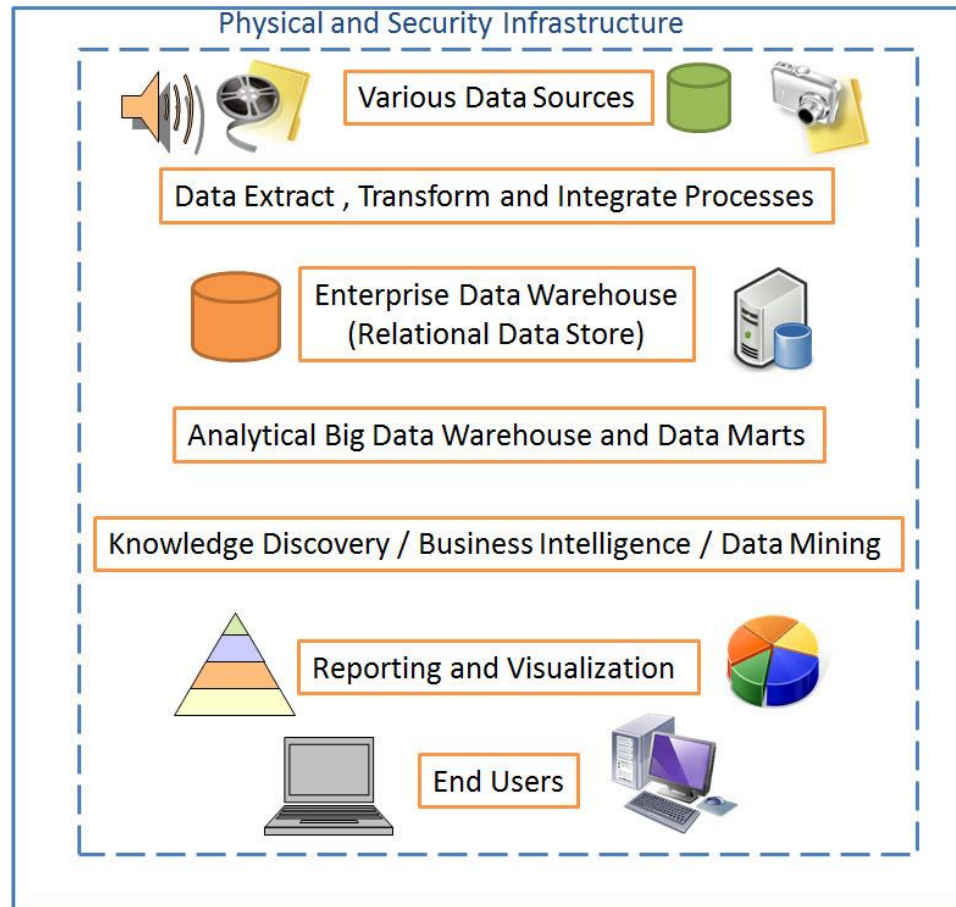 Physical and Security Infrastructure
Various Data Sources
Data Extract , Transform and Integrate Processes
Enterprise Data Warehouse
(Relational Data Store)
Analytical Big Data Warehouse and Data Marts
Knowledge Discovery / Business Intelligence / Data Mining
Reporting and Visualization
End Users